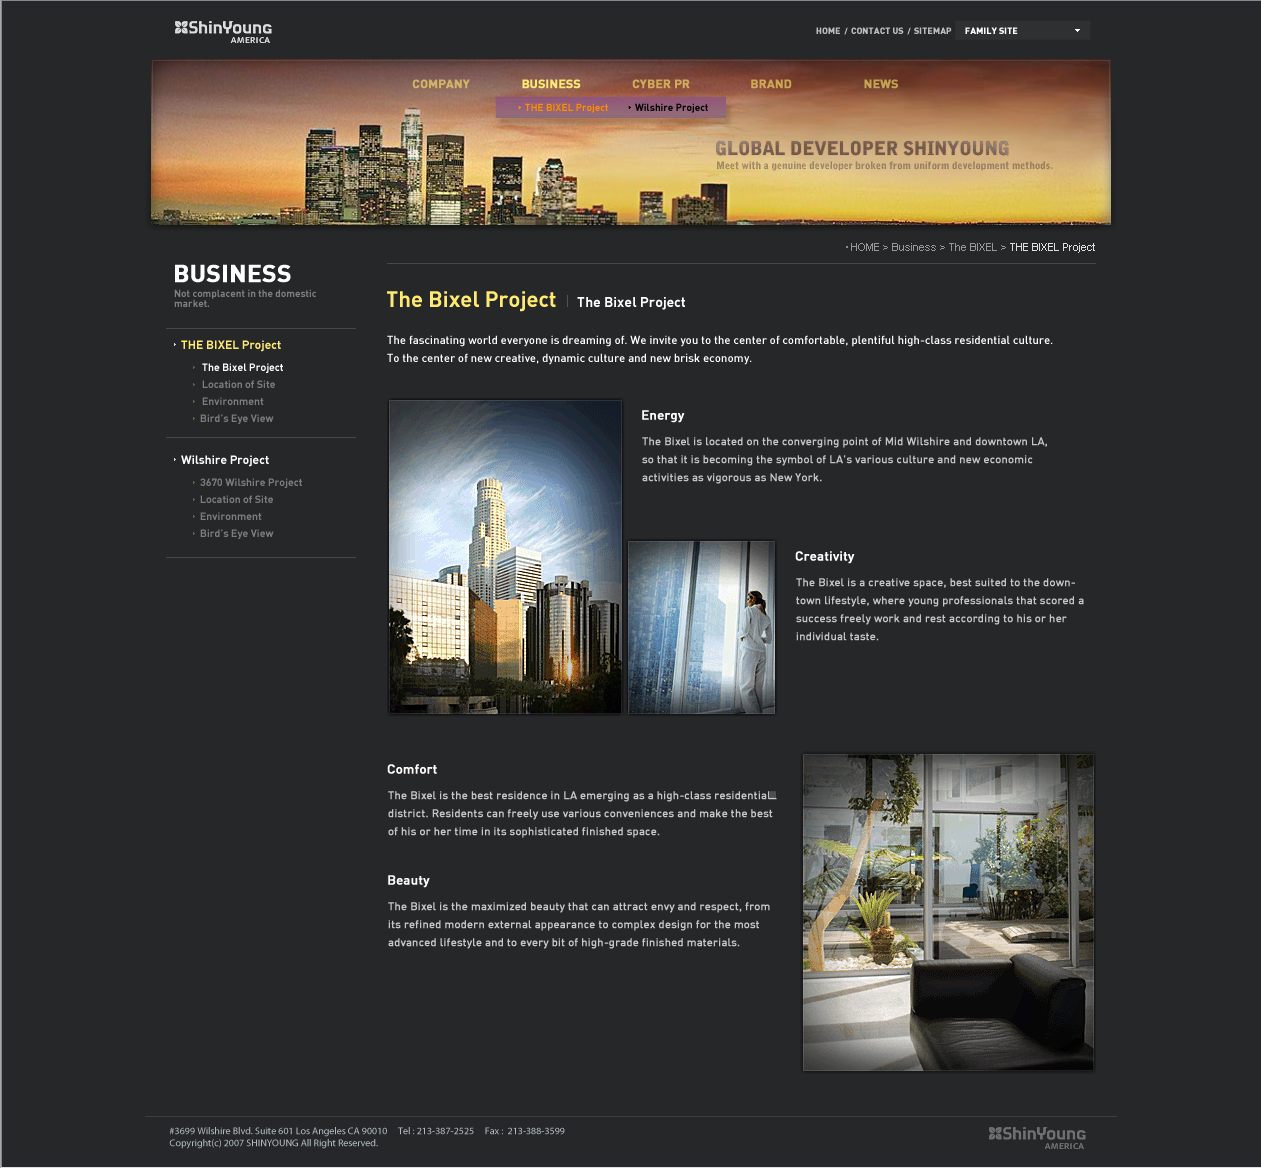 ShinYoung
AMERICA
HOME / CONTACT US / SITEMAP
FAMILY SITE
COMPANY
BUSINESS
CYBER PR
BRAND
NEWS
THE BIXEL Project
Wilshire Project
GLOBAL DEVELOPER SHINYOUNG
Meet with a genuine developer broken from uniform development methods.
HOME > Business > The BIXEL > THE BIXEL Project
BUSINESS
Not complacent in the domestic
market.
THE BIXEL Project
The Bixel Project
Location of Site
Environment
Bird's Eye View
Wilshire Project
3670 Wilshire Project
Location of Site
Environment
Bird's Eye View
The Bixel Project | The Bixel Project
The fascinating world everyone is dreaming of. We invite you to the center of comfortable, plentiful high-class residential culture.
To the center of new creative, dynamic culture and new brisk economy.
Energy
The Bixel is located on the converging point of Mid Wilshire and downtown LA,
so that it is becoming the symbol of LA's various culture and new economic
activities as vigorous as New York.
Creativity
The Bixel is a creative space, best suited to the down-
town lifestyle, where young professionals that scored a
success freely work and rest according to his or her
individual taste.
Comfort
The Bixel is the best residence in LA emerging as a high-class residential
district. Residents can freely use various conveniences and make the best
of his or her time in its sophisticated finished space.
Beauty
The Bixel is the maximized beauty that can attract envy and respect, from
its refined modern external appearance to complex design for the most
advanced lifestyle and to every bit of high-grade finished materials.
#3699 Wilshire Blvd. Suite 601 Los Angeles CA 90010 Tel : 213-387-2525 Fax : 213-388-3599
Copyright(c) 2007 SHINYOUNG All Right Reserved.
ShinYoung
AMERICA